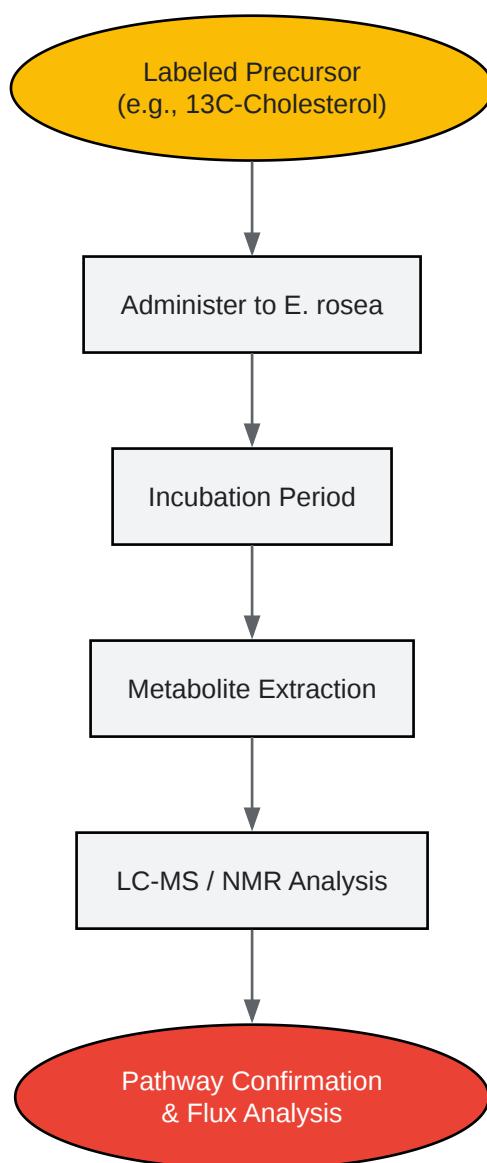 Labeled Precursor
(e.g., 13C-Cholesterol)
Administer to E. rosea
Incubation Period
Metabolite Extraction
LC-MS / NMR Analysis
Pathway Confirmation
& Flux Analysis